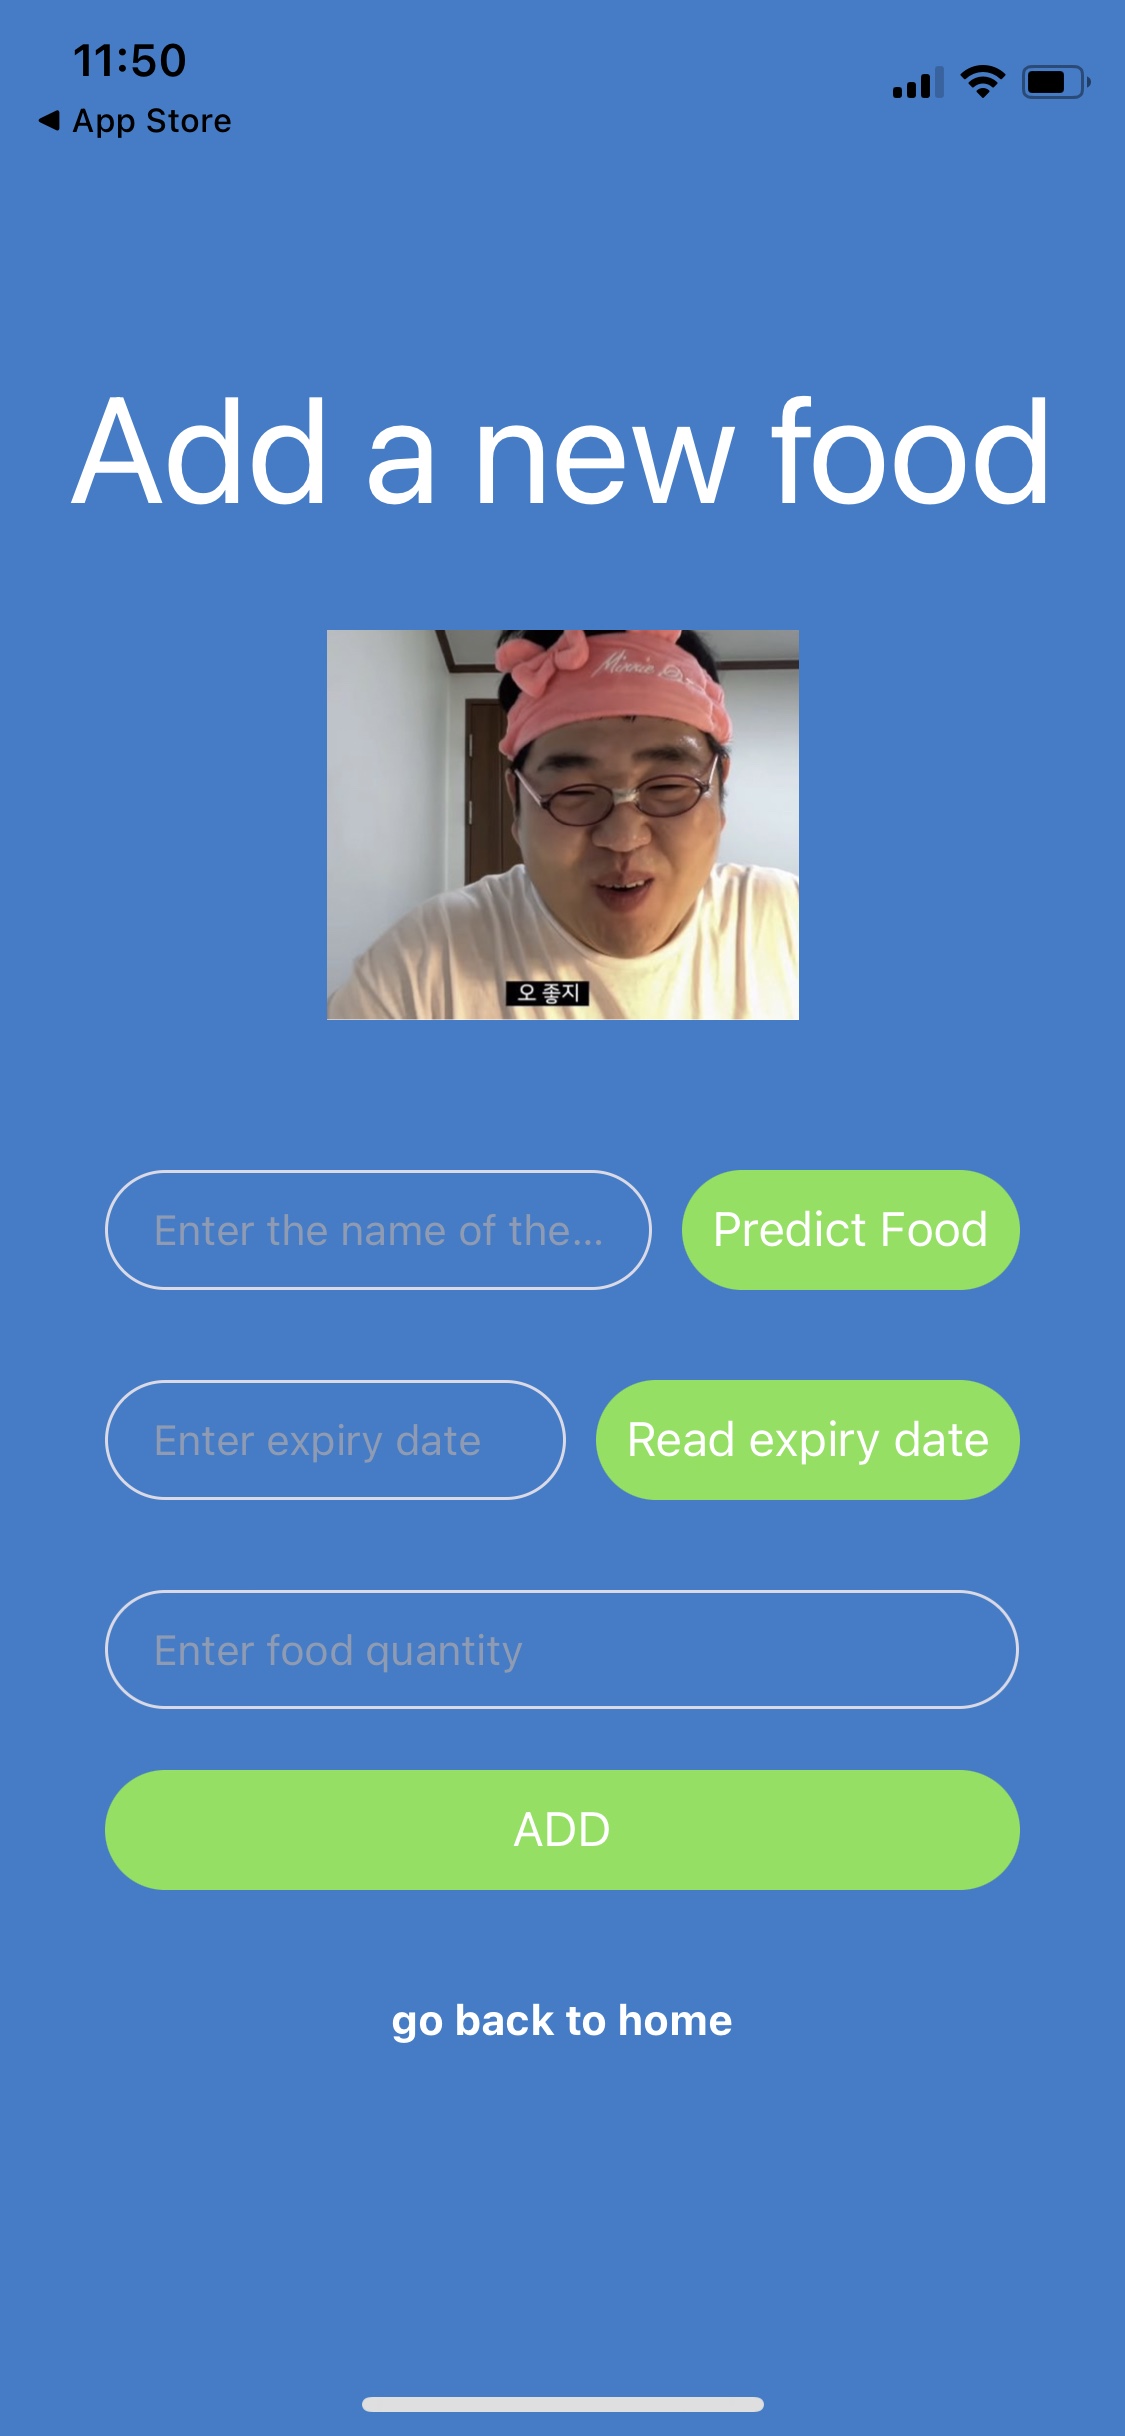 11:50
App Store
Add a new food
Minnie
오 좋지
Enter the name of the...
Predict Food
Enter expiry date
Read expiry date
Enter food quantity
ADD
go back to home